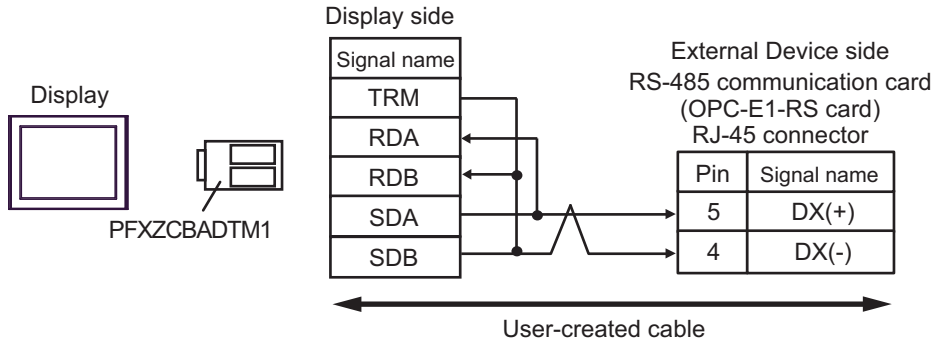 Display side
Signal name
TRM
RDA
RDB
SDA
SDB
Display
PFXZCBADTM1
External Device side
RS-485 communication card
(OPC-E1-RS card)
RJ-45 connector
Pin Signal name
5 DX(+)
4 DX(-)
User-created cable